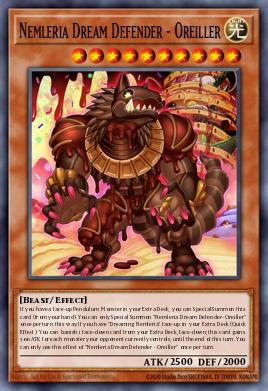 Nemleria Dream Defender - Oreiller
光
[BEAST/EFFECT]
If you have a face-up Pendulum Monster in your Extra Deck, you can Special Summon this
card (from your hand). You can only Special Summon "Nemleria Dream Defender - Oreiller"
once per turn this way. If you have "Dreaming Nemleria" face-up in your Extra Deck (Quick
Effect): You can banish 1 face-down card from your Extra Deck, face-down; this card gains
500 ATK for each monster your opponent currently controls, until the end of this turn. You
can only use this effect of "Nemleria Dream Defender - Oreiller" once per turn.
ATK/2500 DEF/2000